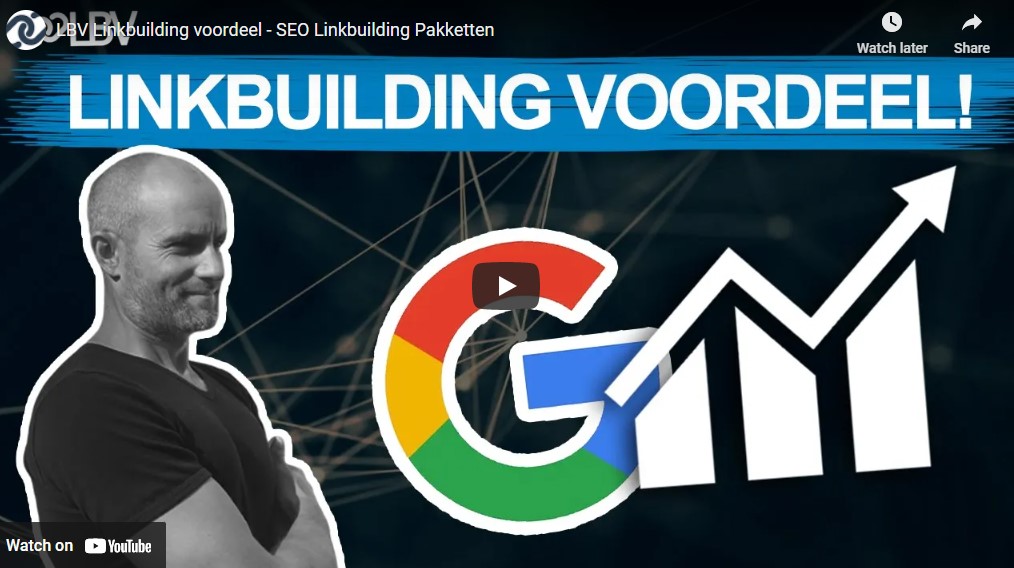 LBV Linkbuilding voordeel - SEO Linkbuilding Pakketten
LBV
Watch later
Share
LINKBUILDING VOORDEEL!
Watch on YouTube